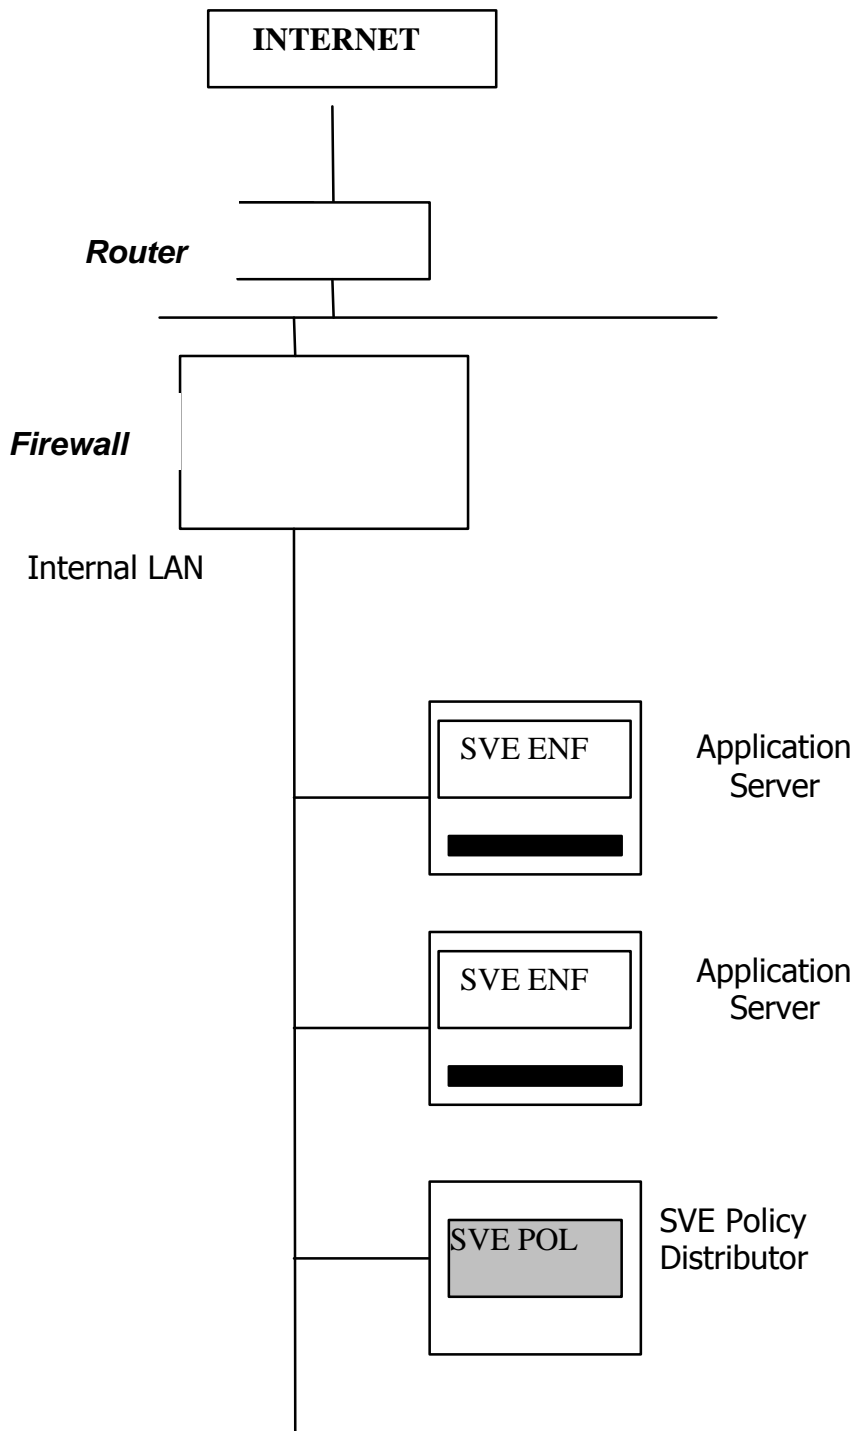 INTERNET
Router
Firewall
Internal LAN
SVE ENF
Application
Server
SVE ENF
Application
Server
SVE POL
SVE Policy
Distributor